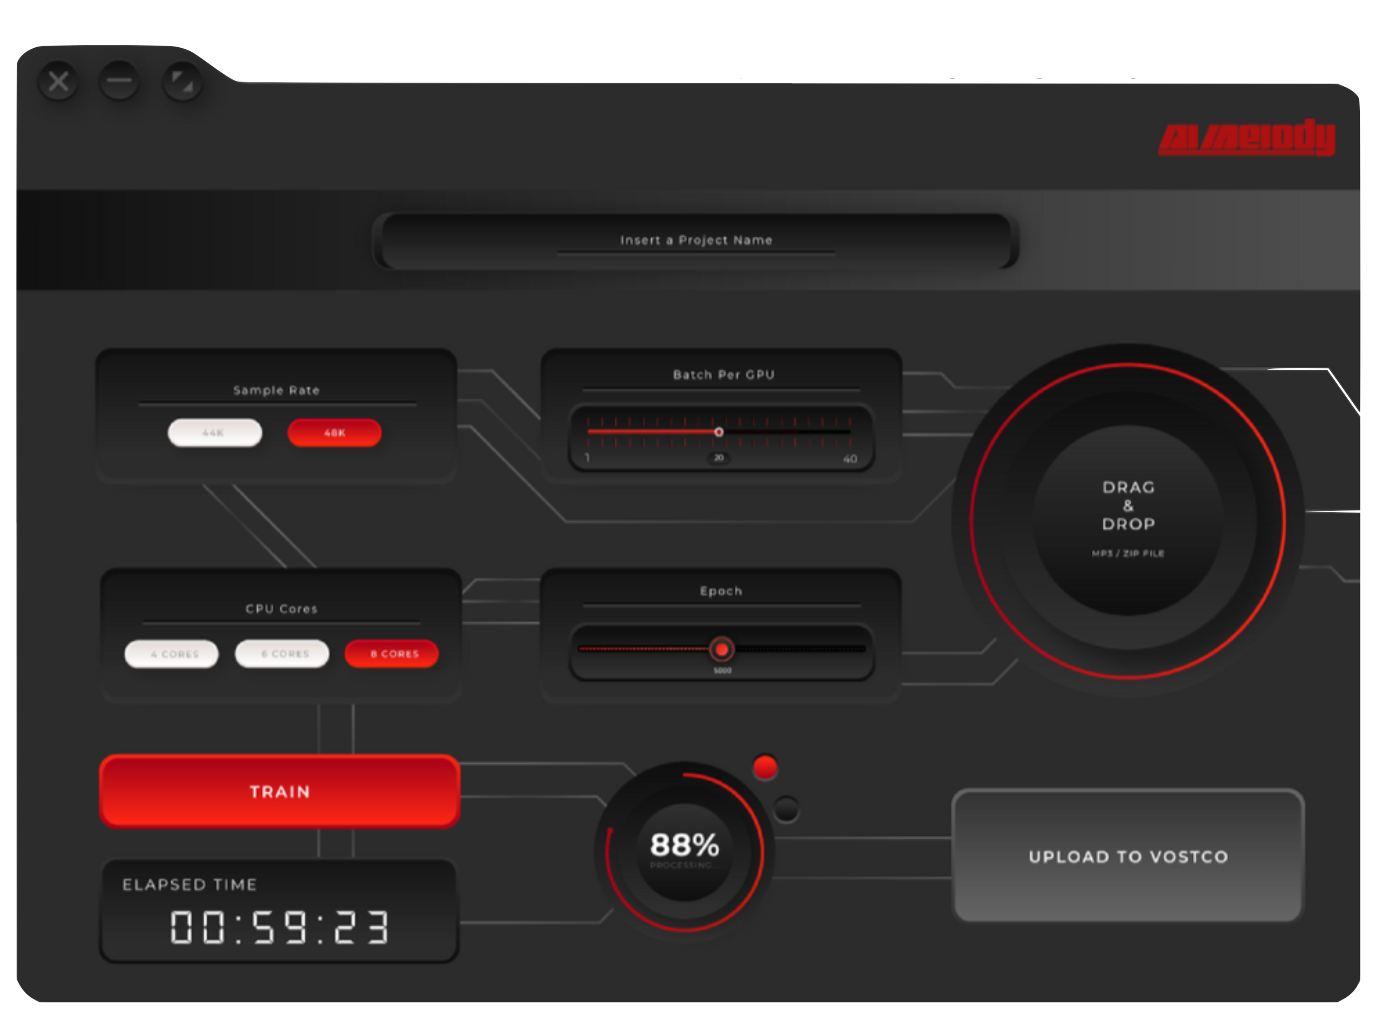 aimelody
Insert a Project Name
Sample Rate
44K 48K
Batch Per GPU
1 20 40
DRAG
&
DROP
MP3 / ZIP FILE
CPU Cores
4 CORES 6 CORES 8 CORES
Epoch
5000
TRAIN
88%
PROCESSING...
UPLOAD TO VOSTCO
ELAPSED TIME
00:59:23